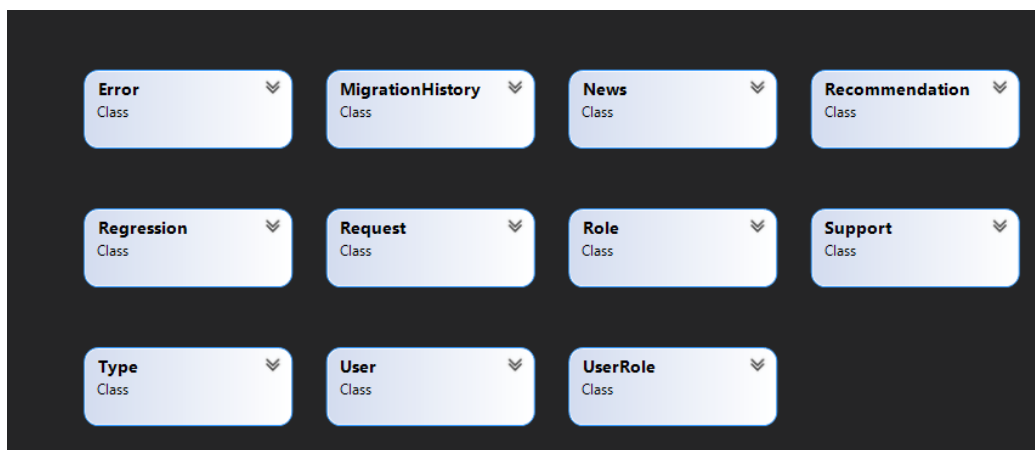 Error
Class
MigrationHistory
Class
News
Class
Recommendation
Class
Regression
Class
Request
Class
Role
Class
Support
Class
Type
Class
User
Class
UserRole
Class